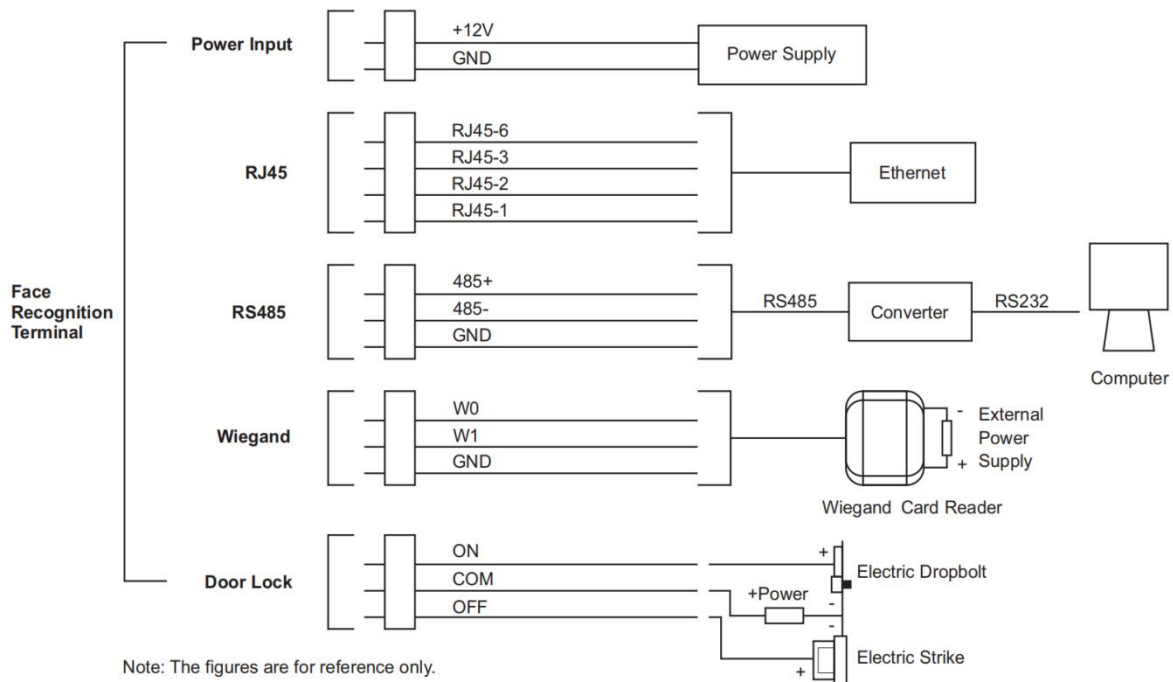 Power Input
+12V
GND
Power Supply
RJ45
RJ45-6
RJ45-3
RJ45-2
RJ45-1
Ethernet
Face
Recognition
Terminal
RS485
485+
485-
GND
RS485
Converter
RS232
Computer
Wiegand
W0
W1
GND
-
External
Power
+ Supply
Wiegand Card Reader
Door Lock
ON
COM
OFF
+
Electric Dropbolt
+Power
-
-
+
Electric Strike
Note: The figures are for reference only.